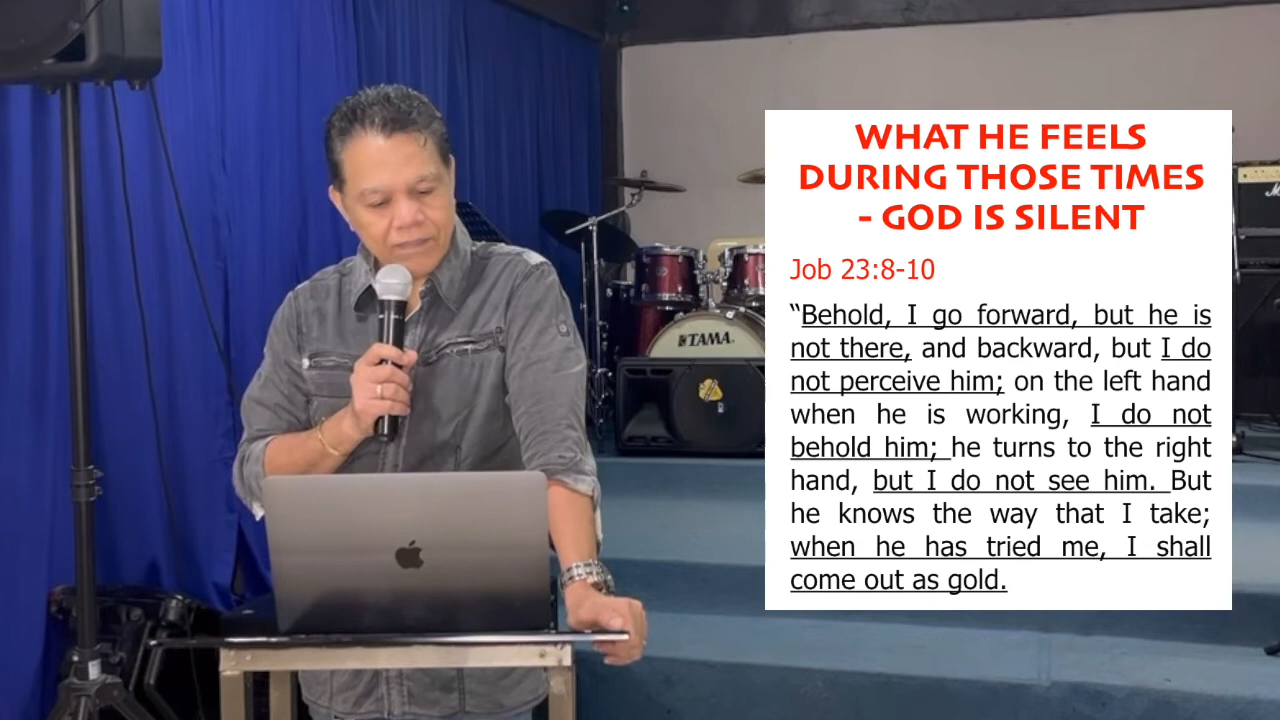 WHAT HE FEELS
DURING THOSE TIMES
- GOD IS SILENT
Job 23:8-10
“Behold, I go forward, but he is
not there, and backward, but I do
not perceive him; on the left hand
when he is working, I do not
behold him; he turns to the right
hand, but I do not see him. But
he knows the way that I take;
when he has tried me, I shall
come out as gold.
TAMA